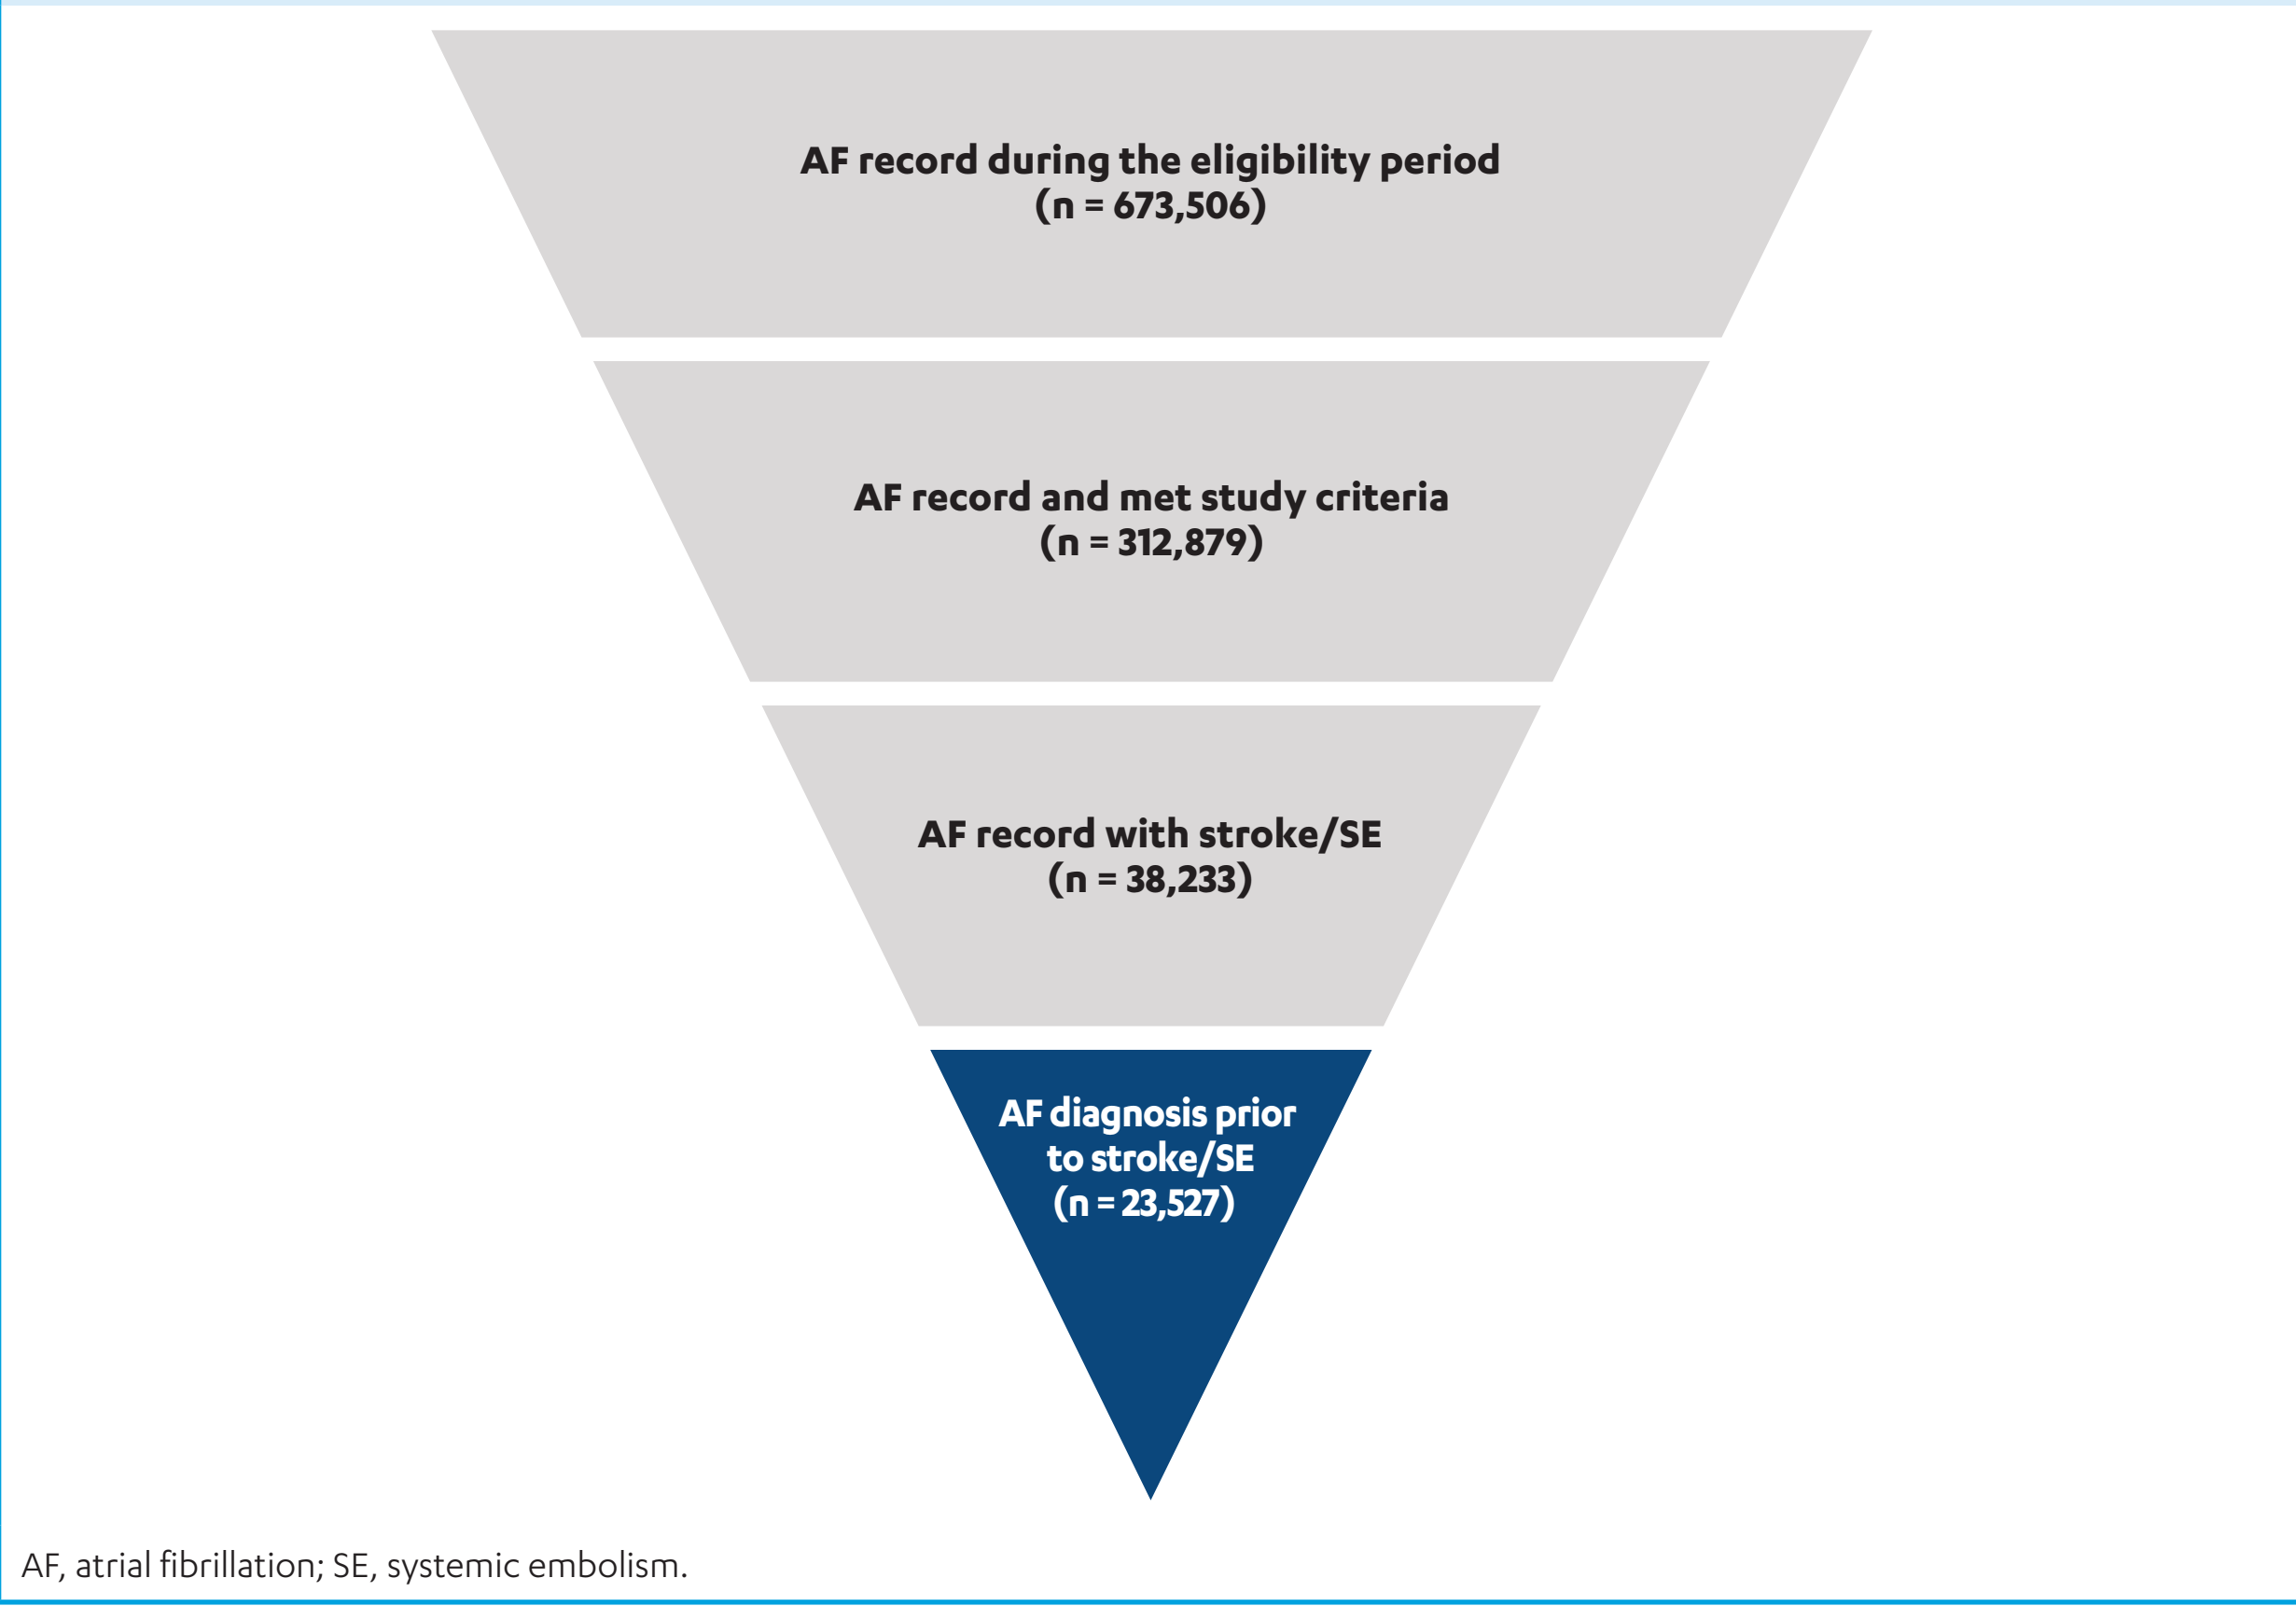 AF record during the eligibility period
(n = 673,506)
AF record and met study criteria
(n = 312,879)
AF record with stroke/SE
(n = 38,233)
AF diagnosis prior
to stroke/SE
(n = 23,527)
AF, atrial fibrillation; SE, systemic embolism.